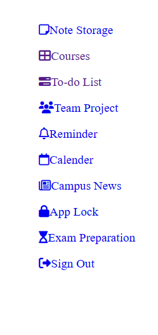 Note Storage
Courses
To-do List
Team Project
Reminder
Calender
Campus News
App Lock
Exam Preparation
Sign Out